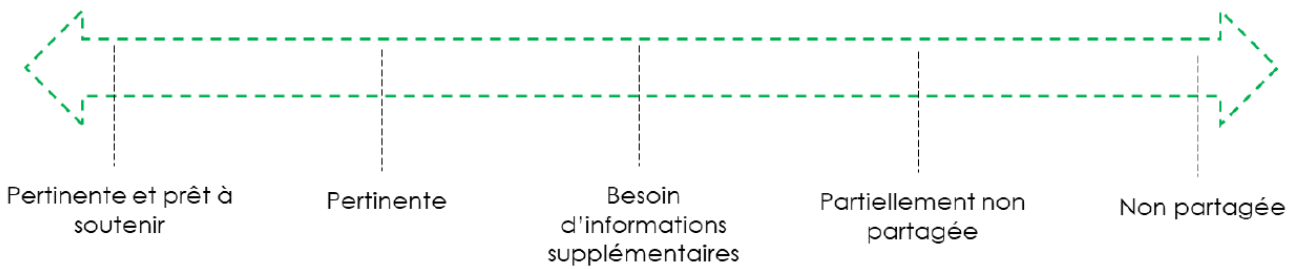 Pertinente et prêt à
soutenir
Pertinente
Besoin
d'informations
supplémentaires
Partiellement non
partagée
Non partagée